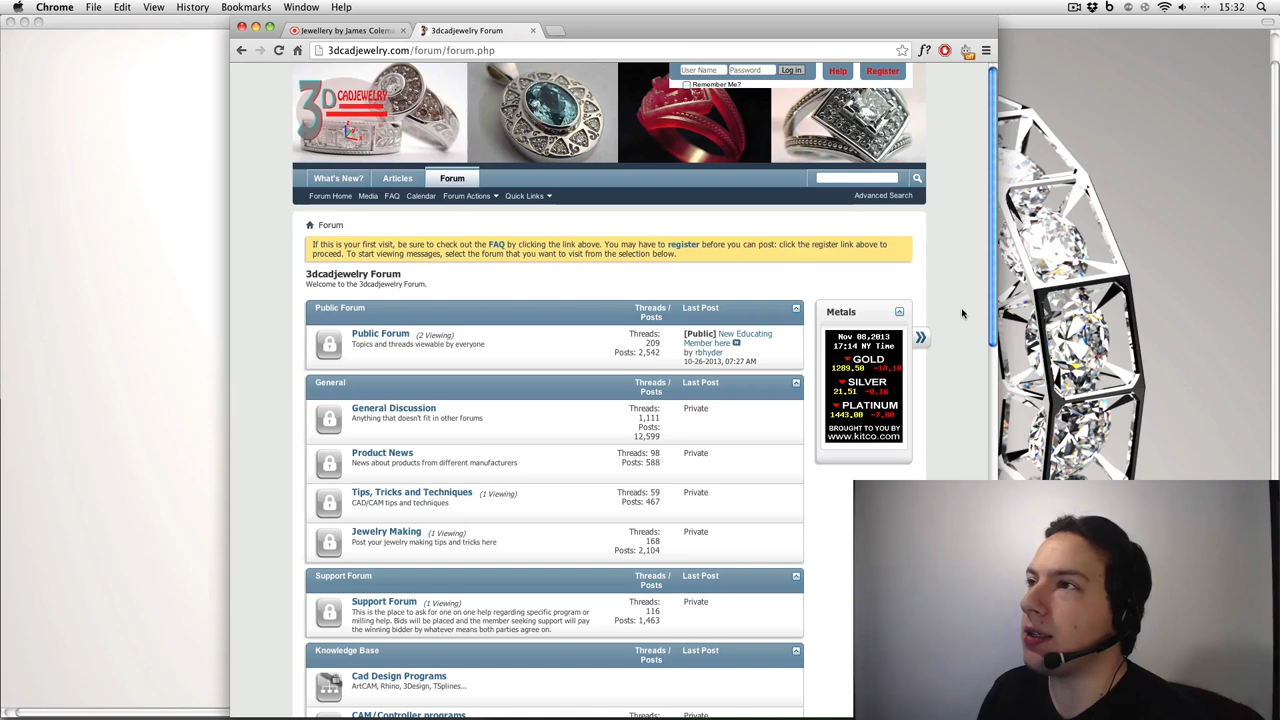 Chrome File Edit View History Bookmarks Window Help 15:32
Jewellery by James Colem
3dcadjewelry Forum
3dcadjewelry.com/forum/forum.php
User Name Password Log in Help Register
Remember Me?
3DCADJEWELRY
What's New? Articles Forum
Forum Home Media FAQ Calendar Forum Actions Quick Links Advanced Search
Forum
If this is your first visit, be sure to check out the FAQ by clicking the link above. You may have to register before you can post: click the register link above to
proceed. To start viewing messages, select the forum that you want to visit from the selection below.
3dcadjewelry Forum
Welcome to the 3dcadjewelry Forum.
Public Forum Threads / Posts Last Post
Public Forum (2 Viewing)
Topics and threads viewable by everyone
Threads: 209
Posts: 2,542
[Public] New Educating
Member here
by rbhyder
10-26-2013, 07:27 AM
General Threads / Posts Last Post
General Discussion
Anything that doesn't fit in other forums
Threads: 1,111
Posts: 12,599
Private
Product News
News about products from different manufacturers
Threads: 98
Posts: 588
Private
Tips, Tricks and Techniques (1 Viewing)
CAD/CAM tips and techniques
Threads: 59
Posts: 467
Private
Jewelry Making (1 Viewing)
Post your jewelry making tips and tricks here
Threads: 168
Posts: 2,104
Private
Support Forum Threads / Posts Last Post
Support Forum (1 Viewing)
This is the place to ask for one on one help regarding specific program or
milling help. Bids will be placed and the member seeking support will pay
the winning bidder by whatever means both parties agree on.
Threads: 116
Posts: 1,463
Private
Knowledge Base Threads / Posts Last Post
Cad Design Programs
ArtCAM, Rhino, 3Design, TSplines...
CAM/Controller programs
Metals
Nov 08,2013
17:14 NY Time
GOLD
1289.50 -18.10
SILVER
21.51 -0.16
PLATINUM
1443.00 -7.00
BROUGHT TO YOU BY
www.kitco.com